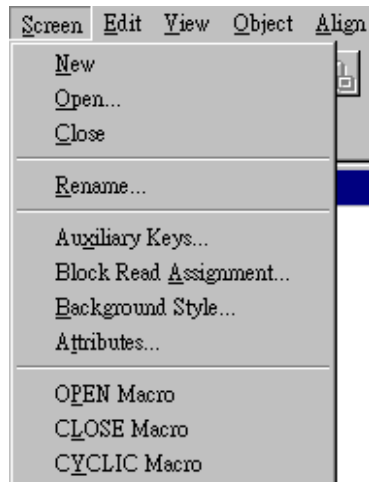 Screen Edit View Object Align
New
Open...
Close
Rename...
Auxiliary Keys...
Block Read Assignment...
Background Style...
Attributes...
OPEN Macro
CLOSE Macro
CYCLIC Macro